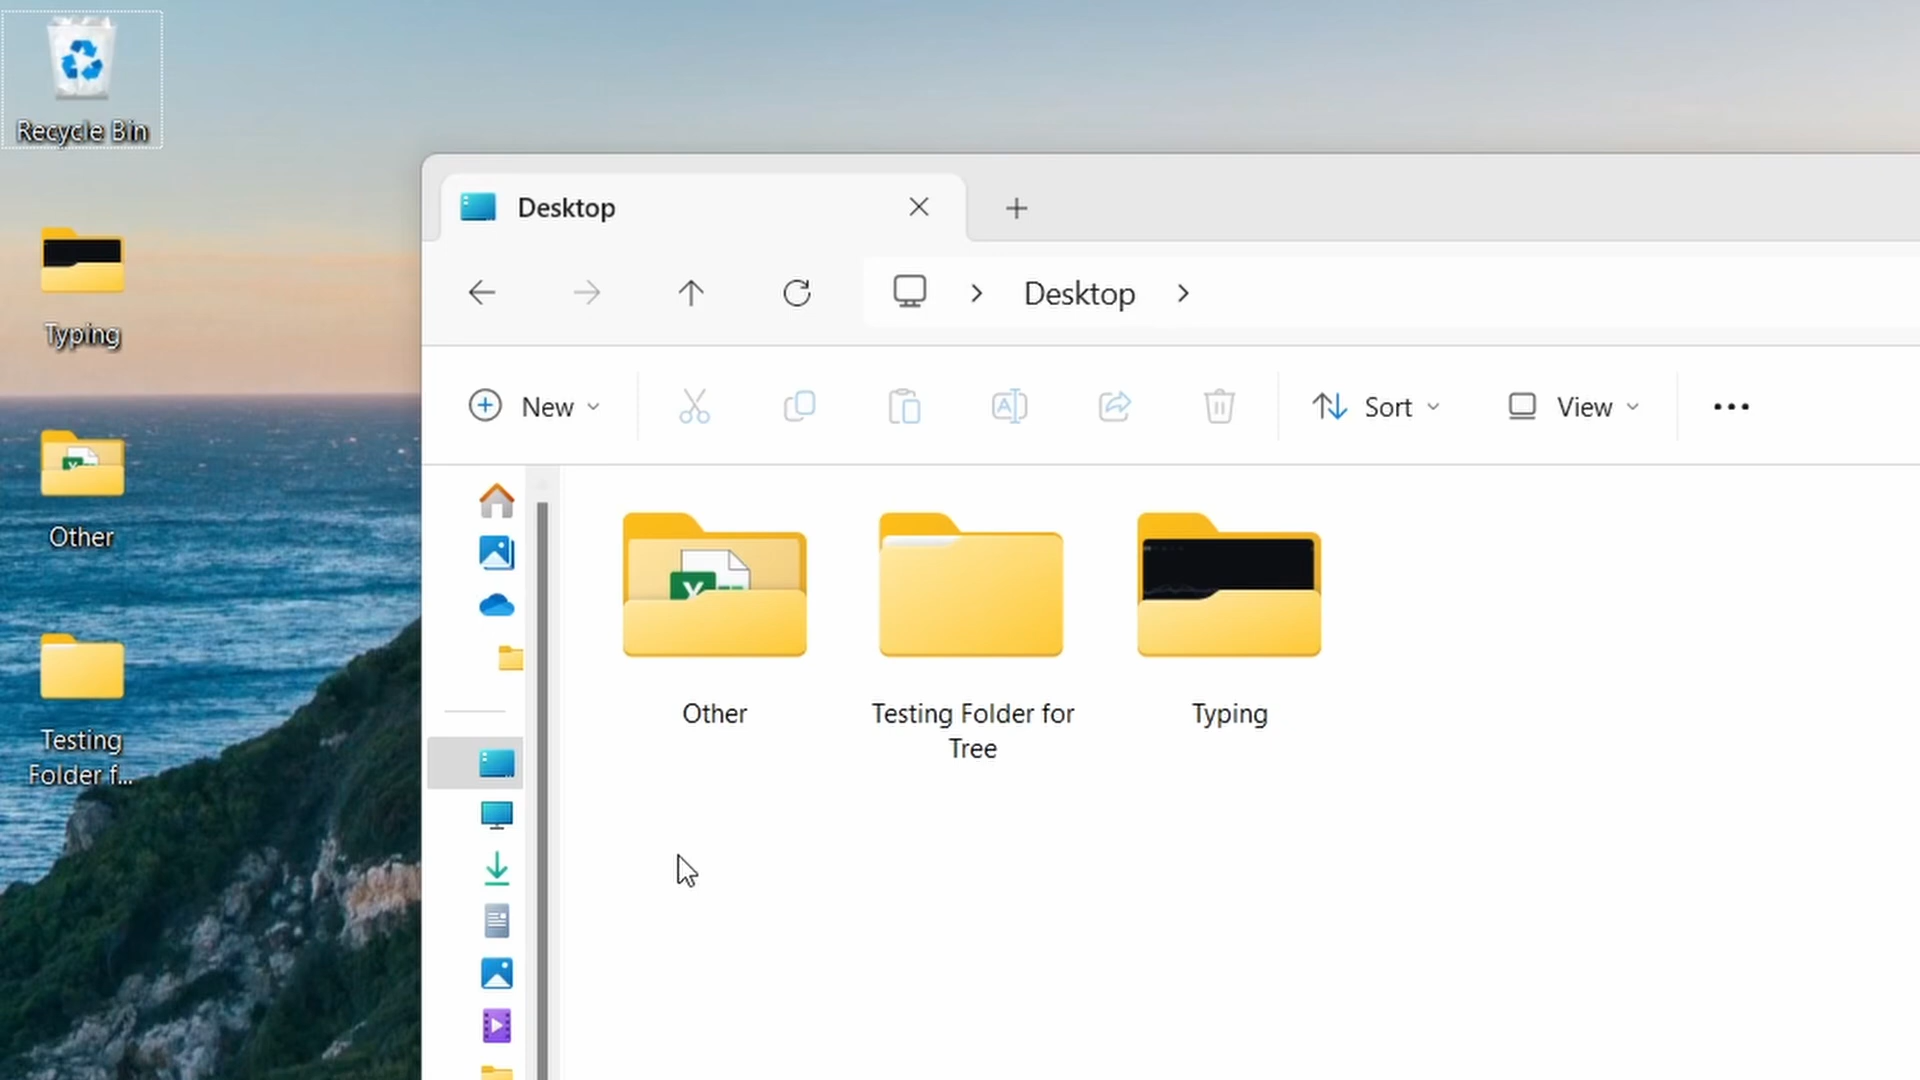 Recycle Bin
Typing
Other
Testing
Folder f...
Desktop
Desktop
New
Sort
View
Other
Testing Folder for
Tree
Typing